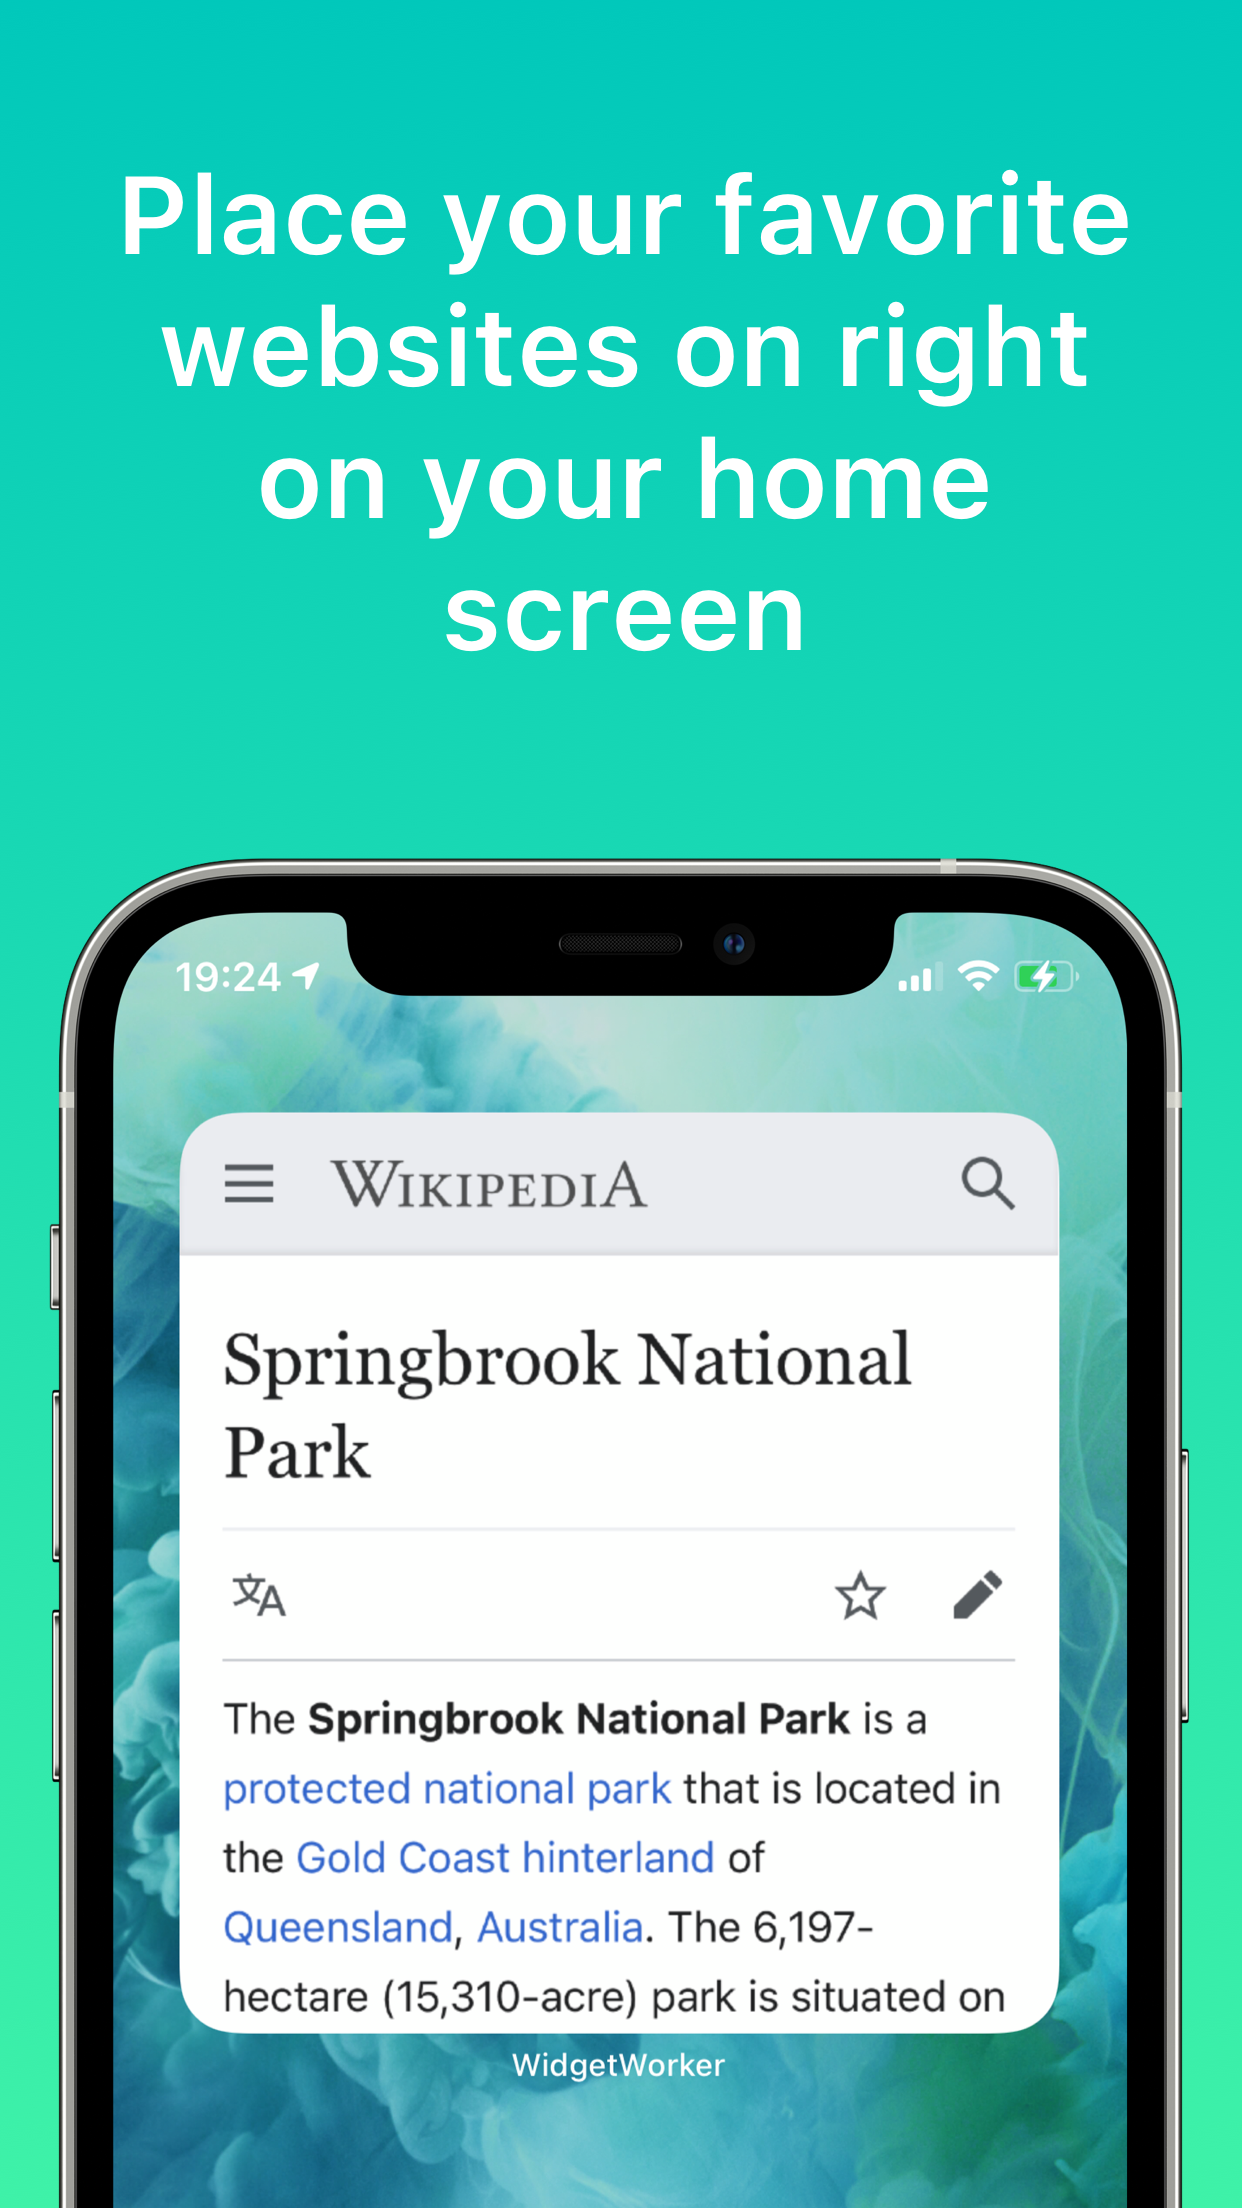 Place your favorite
websites on right
on your home
screen
19:24
WIKIPEDIA
Springbrook National
Park
文A
The Springbrook National Park is a
protected national park that is located in
the Gold Coast hinterland of
Queensland, Australia. The 6,197-
hectare (15,310-acre) park is situated on
WidgetWorker